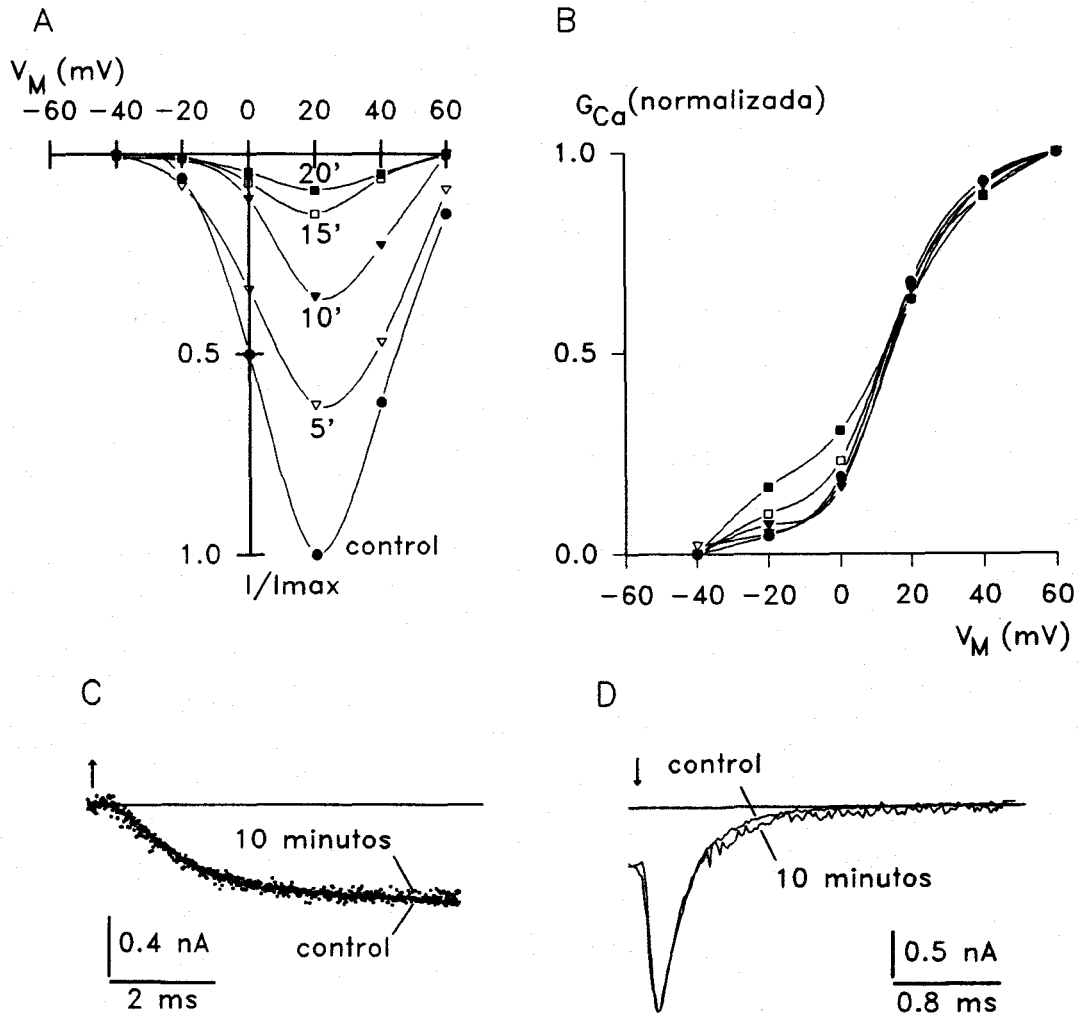 A
V_M (mV)
-60 -40 -20 0 20 40 60
20'
15'
10'
0.5
5'
1.0
control
I/Imax
B
G_Ca (normalizada)
1.0
0.5
0.0
-60 -40 -20 0 20 40 60
V_M (mV)
C
↑
10 minutos
control
0.4 nA
2 ms
D
↓
control
10 minutos
0.5 nA
0.8 ms